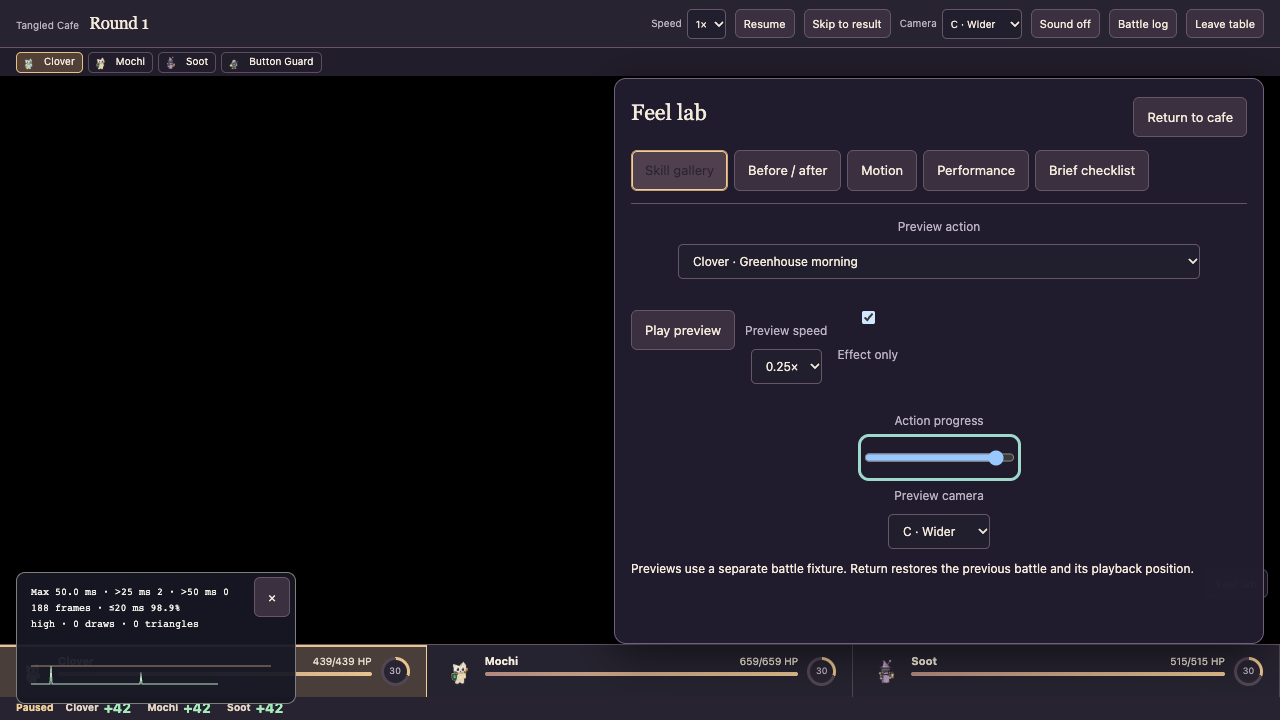 Tangled Cafe Round 1 Speed 1× Resume Skip to result Camera C · Wider Sound off Battle log Leave table
Clover Mochi Soot Button Guard
Feel lab
Return to cafe
Skill gallery Before / after Motion Performance Brief checklist
Preview action
Clover · Greenhouse morning
Play preview Preview speed
Effect only
0.25×
Action progress
Preview camera
C · Wider
Previews use a separate battle fixture. Return restores the previous battle and its playback position.
Max 50.0 ms · >25 ms 2 · >50 ms 0 ×
188 frames · ≤20 ms 98.9%
high · 0 draws · 0 triangles
Clover 439/439 HP 30 Mochi 659/659 HP 30 Soot 515/515 HP 30
Paused Clover +42 Mochi +42 Soot +42